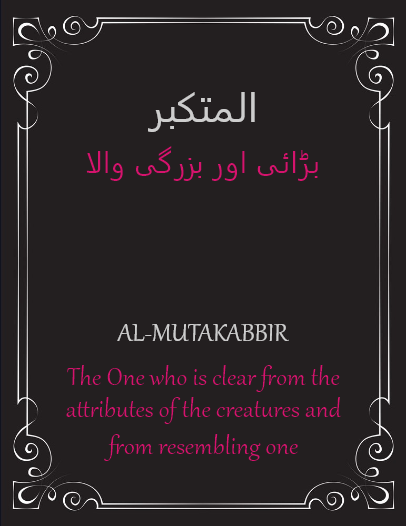 المتكبر
بڑائی اور بزرگی والا
AL-MUTAKABBIR
The One who is clear from the
attributes of the creatures and
from resembling one